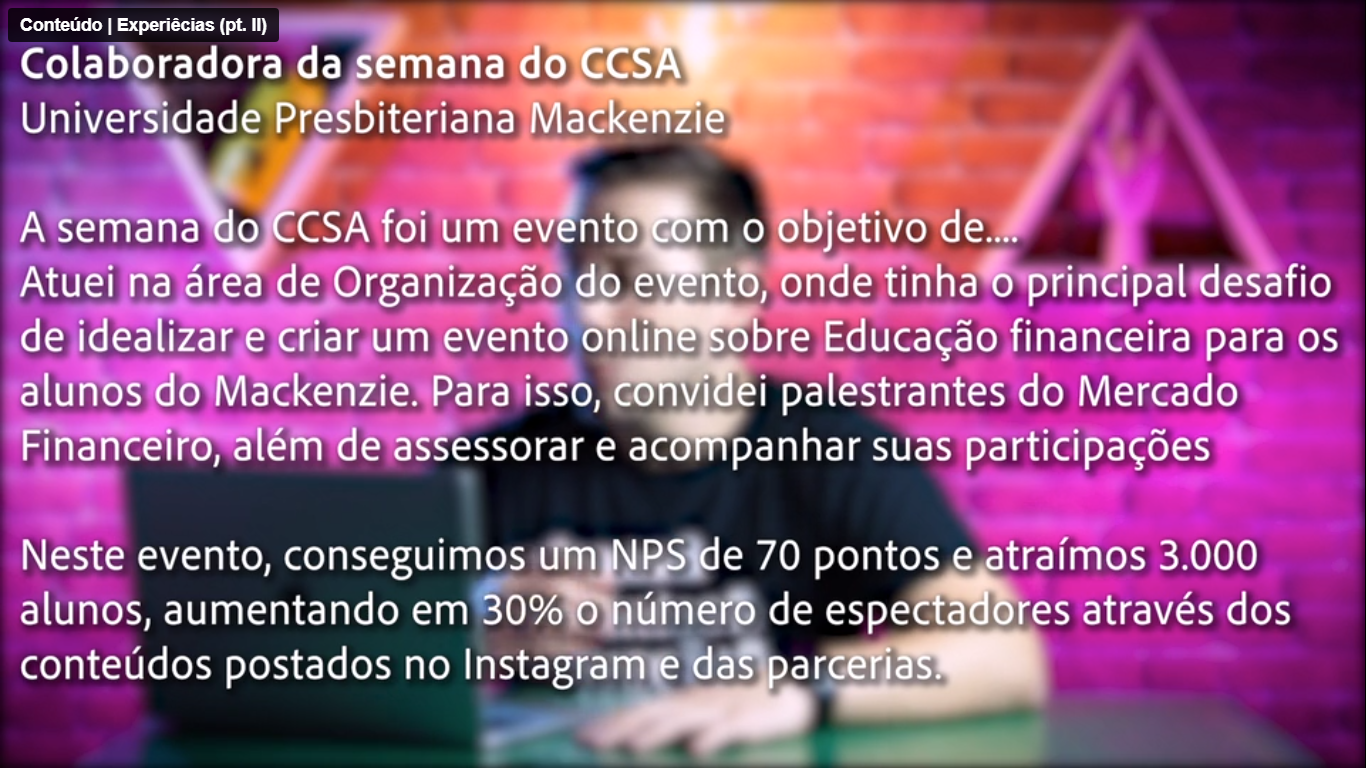 Conteúdo | Experiêcias (pt. II)
Colaboradora da semana do CCSA
Universidade Presbiteriana Mackenzie
A semana do CCSA foi um evento com o objetivo de....
Atuei na área de Organização do evento, onde tinha o principal desafio
de idealizar e criar um evento online sobre Educação financeira para os
alunos do Mackenzie. Para isso, convidei palestrantes do Mercado
Financeiro, além de assessorar e acompanhar suas participações
Neste evento, conseguimos um NPS de 70 pontos e atraímos 3.000
alunos, aumentando em 30% o número de espectadores através dos
conteúdos postados no Instagram e das parcerias.